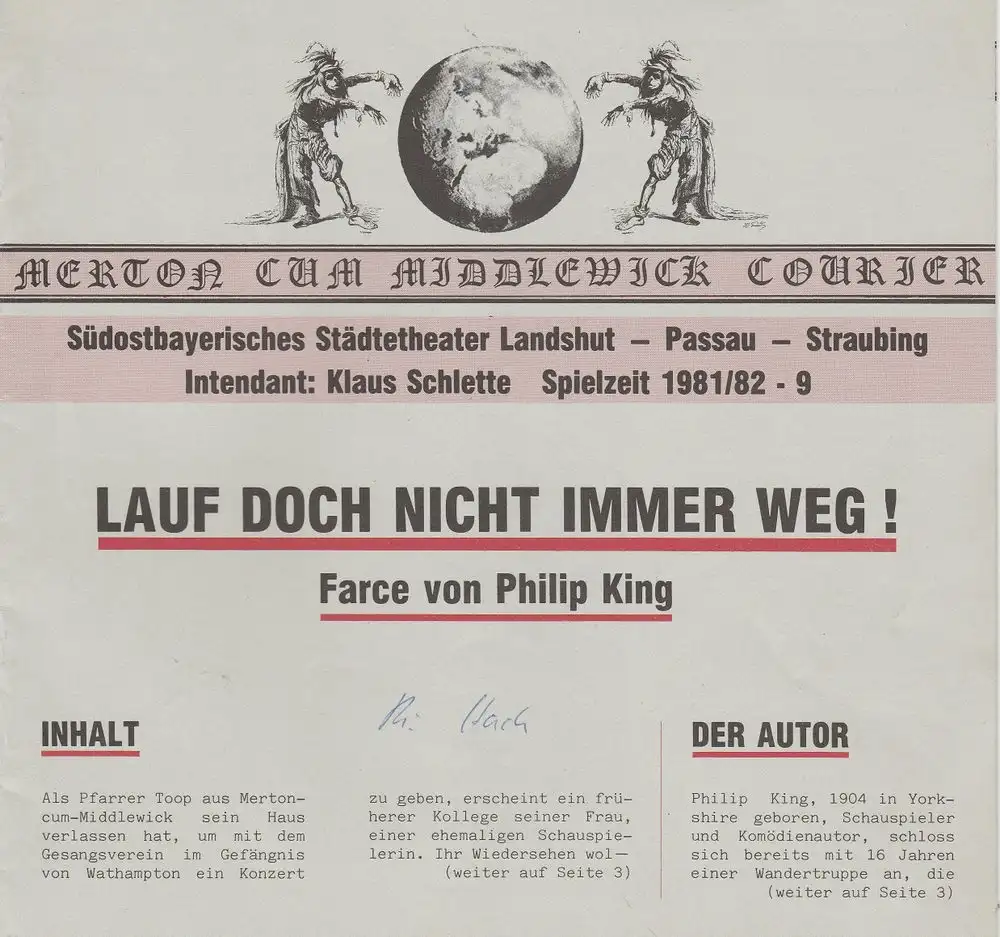 MERTON CUM MIDDLEWICK COURIER
Südostbayerisches Städtetheater Landshut – Passau – Straubing
Intendant: Klaus Schlette Spielzeit 1981/82 - 9
LAUF DOCH NICHT IMMER WEG !
Farce von Philip King
INHALT
Als Pfarrer Toop aus Merton-
cum-Middlewick sein Haus
verlassen hat, um mit dem
Gesangsverein im Gefängnis
von Wathampton ein Konzert
zu geben, erscheint ein frü-
herer Kollege seiner Frau,
einer ehemaligen Schauspie-
lerin. Ihr Wiedersehen wol—
(weiter auf Seite 3)
DER AUTOR
Philip King, 1904 in York-
shire geboren, Schauspieler
und Komödienautor, schloss
sich bereits mit 16 Jahren
einer Wandertruppe an, die
(weiter auf Seite 3)